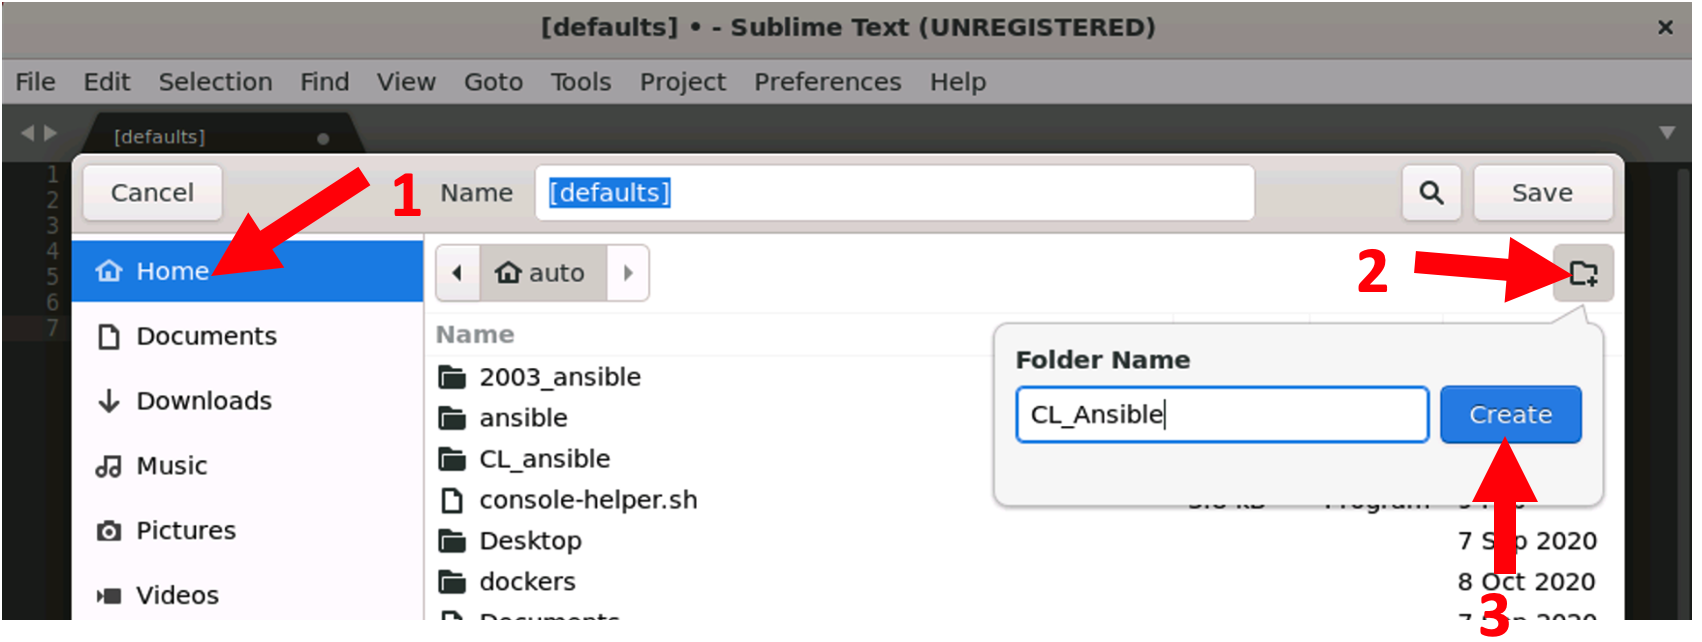 [defaults] • - Sublime Text (UNREGISTERED)
File Edit Selection Find View Goto Tools Project Preferences Help
[defaults]
1
2
3
4
5
6
7
Cancel
1
Name
[defaults]
Save
Home
auto
2
Documents
Downloads
Music
Pictures
Videos
Name
2003_ansible
ansible
CL_ansible
console-helper.sh
Desktop 7 Sep 2020
dockers 8 Oct 2020
Documents
Folder Name
CL_Ansible
Create
3